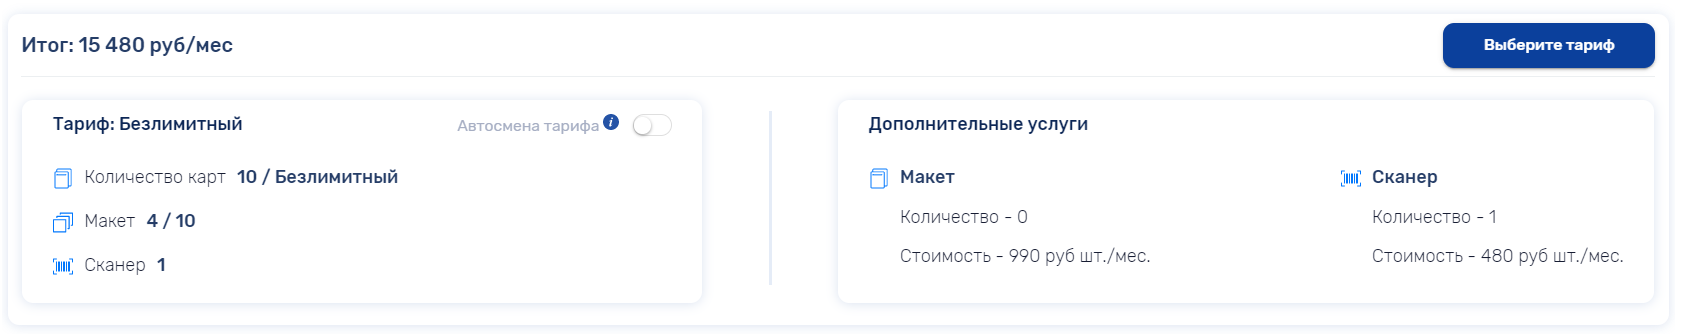 Итог: 15 480 руб/мес
Выберите тариф
Тариф: Безлимитный
Автосмена тарифа i
Количество карт 10 / Безлимитный
Макет 4 / 10
Сканер 1
Дополнительные услуги
Макет
Количество - 0
Стоимость - 990 руб шт./мес.
Сканер
Количество - 1
Стоимость - 480 руб шт./мес.